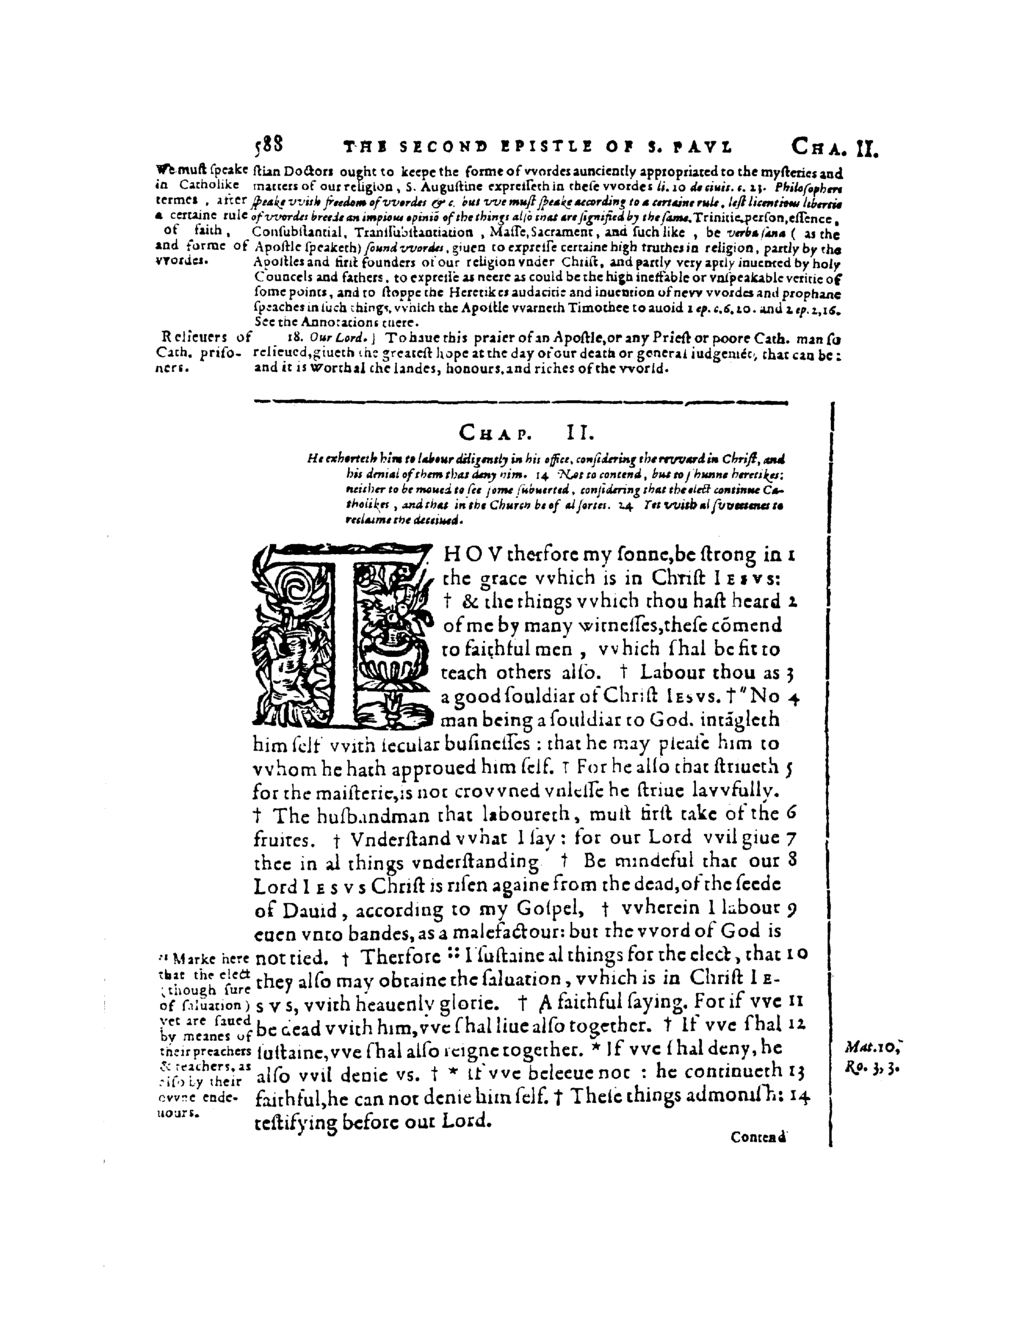 588 THE SECOND EPISTLE OF S. PAVL CHA. II.
We must speake
in Catholike
termes, after
a certaine rule
of faith,
and forme of
vvordes.
stian Doctors ought to keepe the forme of vvordes aunciently appropriated to the mysteries and
matters of our religion, S. Augustine expresseth in these vvordes li. 10 de ciuit. c. 23. Philosophers
speake vvith freedom of vvordes &c. but vve must speake according to a certaine rule, lest licentious libertie
of vvordes breede an impious opiniō of the things also that are signified by the same. Trinitie, person, essence,
Consubstantial, Transsubstantiation, Masse, Sacrament, and such like, be verba sana (as the
Apostle speaketh) sound vvordes, giuen to expresse certaine high truthes in religion, partly by the
Apostles and first founders of our religion vnder Christ, and partly very aptly inuented by holy
Councels and fathers, to expresse as neere as could be the high ineffable or vnspeakable veritie of
some points, and to stoppe the Heretikes audacitie and inuention of nevv vvordes and prophane
speaches in such things, vvhich the Apostle vvarneth Timothee to auoid 1 ep. c. 6, 20. and 2 ep. 2, 16.
See the Annotations there.
Relieuers of
Cath. priso-
ners.
18. Our Lord.] To haue this praier of an Apostle, or any Priest or poore Cath. man so
relieued, giueth the greatest hope at the day of our death or general iudgemēt, that can be:
and it is worth al the landes, honours, and riches of the vvorld.
CHAP. II.
He exhorteth him to labour diligently in his office, considering the revvard in Christ, and
his denial of them that deny him. 14 Not to contend, but to shunne heretikes:
neither to be moued to see some subuerted, considering that the elect continue Ca-
tholikes, and that in the Church be of al sortes. 24 Yet vvith al svveetenes to
reclaime the deceiued.
THOV therfore my sonne, be strong in 1
the grace vvhich is in Christ IESVS:
† & the things vvhich thou hast heard 2
of me by many witnesses, these cōmend
to faithful men, vvhich shal be fit to
teach others also. † Labour thou as 3
a good souldiar of Christ IESVS. † " No 4
man being a souldiar to God, intāgleth
him self vvith secular businesses: that he may please him to
vvhom he hath approued him self. † For he also that striueth 5
for the maisterie, is not crovvned vnlesse he striue lavvfully.
† The husbandman that laboureth, must first take of the 6
fruites. † Vnderstand vvhat I say: for our Lord vvil giue 7
thee in al things vnderstanding † Be mindeful that our 8
Lord IESVS Christ is risen againe from the dead, of the seede
of Dauid, according to my Gospel, † vvherein I labour 9
euen vnto bandes, as a malefactour: but the vvord of God is
not tied. † Therfore :: I sustaine al things for the elect, that 10
they also may obtaine the saluation, vvhich is in Christ IE-
SVS, vvith heauenly glorie. † A faithful saying. For if vve 11
be dead vvith him, vve shal liue also together. † If vve shal 12
sustaine, vve shal also reigne together. * If vve shal deny, he
also vvil denie vs. † * If vve beleeue not: he continueth 13
faithful, he can not denie him self. † These things admonish: 14
testifying before our Lord.
:: Marke here
that the elect
(though sure
of saluation)
yet are saued
by meanes of
their preachers
& teachers, as
also by their
ovvne ende-
uours.
Mat. 10,
Ro. 3, 3.
Contend